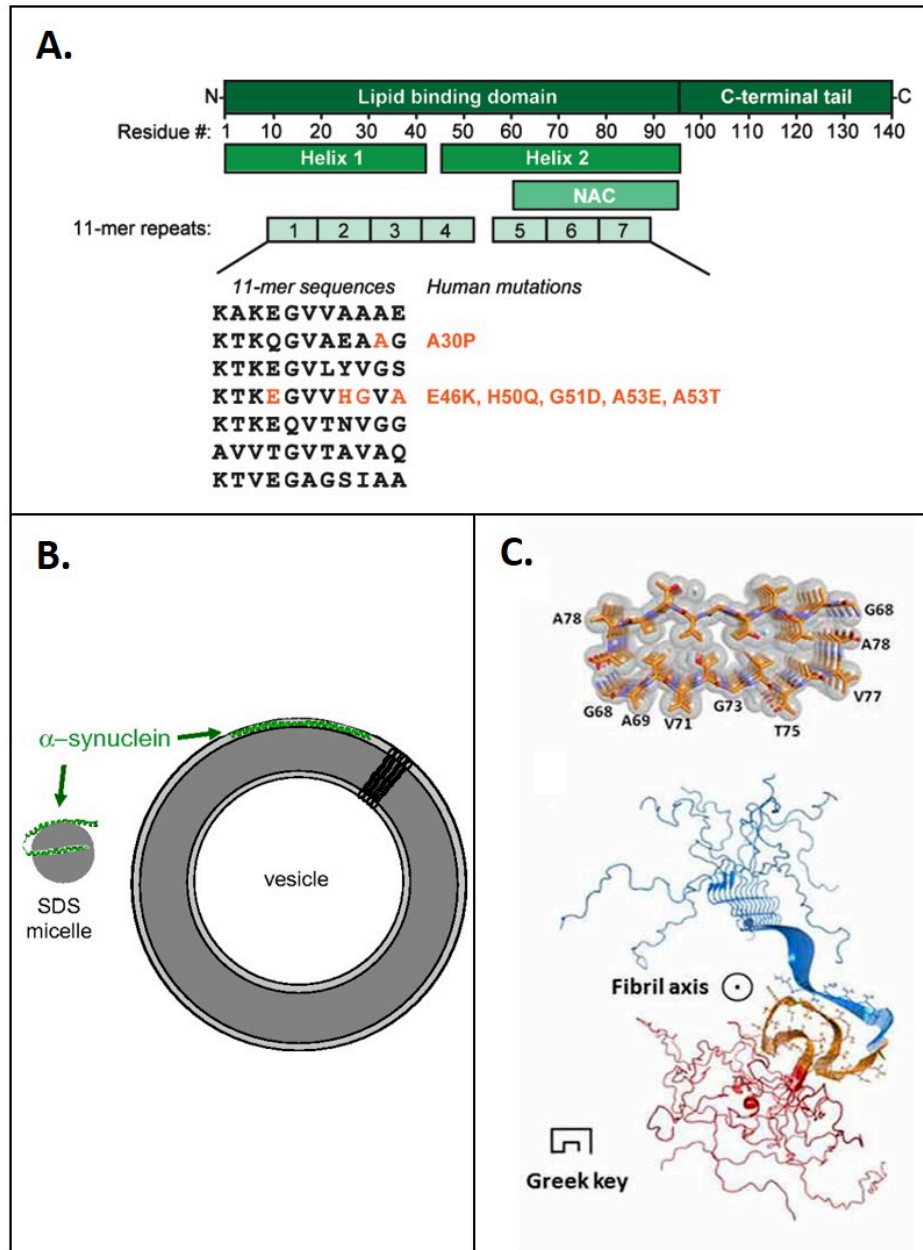 A.
N- Lipid binding domain C-terminal tail -C
Residue #: 1 10 20 30 40 50 60 70 80 90 100 110 120 130 140
Helix 1 Helix 2
NAC
11-mer repeats: 1 2 3 4 5 6 7
11-mer sequences Human mutations
KAKEGVVAAAE
KTKQGVAEAAG A30P
KTKEGVLYVGS
KTKEGVVHGVA E46K, H50Q, G51D, A53E, A53T
KTKEQVTNVGG
AVVTGVTAVAQ
KTVEGAGSIAA
B.
α–synuclein
vesicle
SDS
micelle
C.
A78 G68
A78
V77
G68 A69 V71 G73 T75
Fibril axis
Greek key